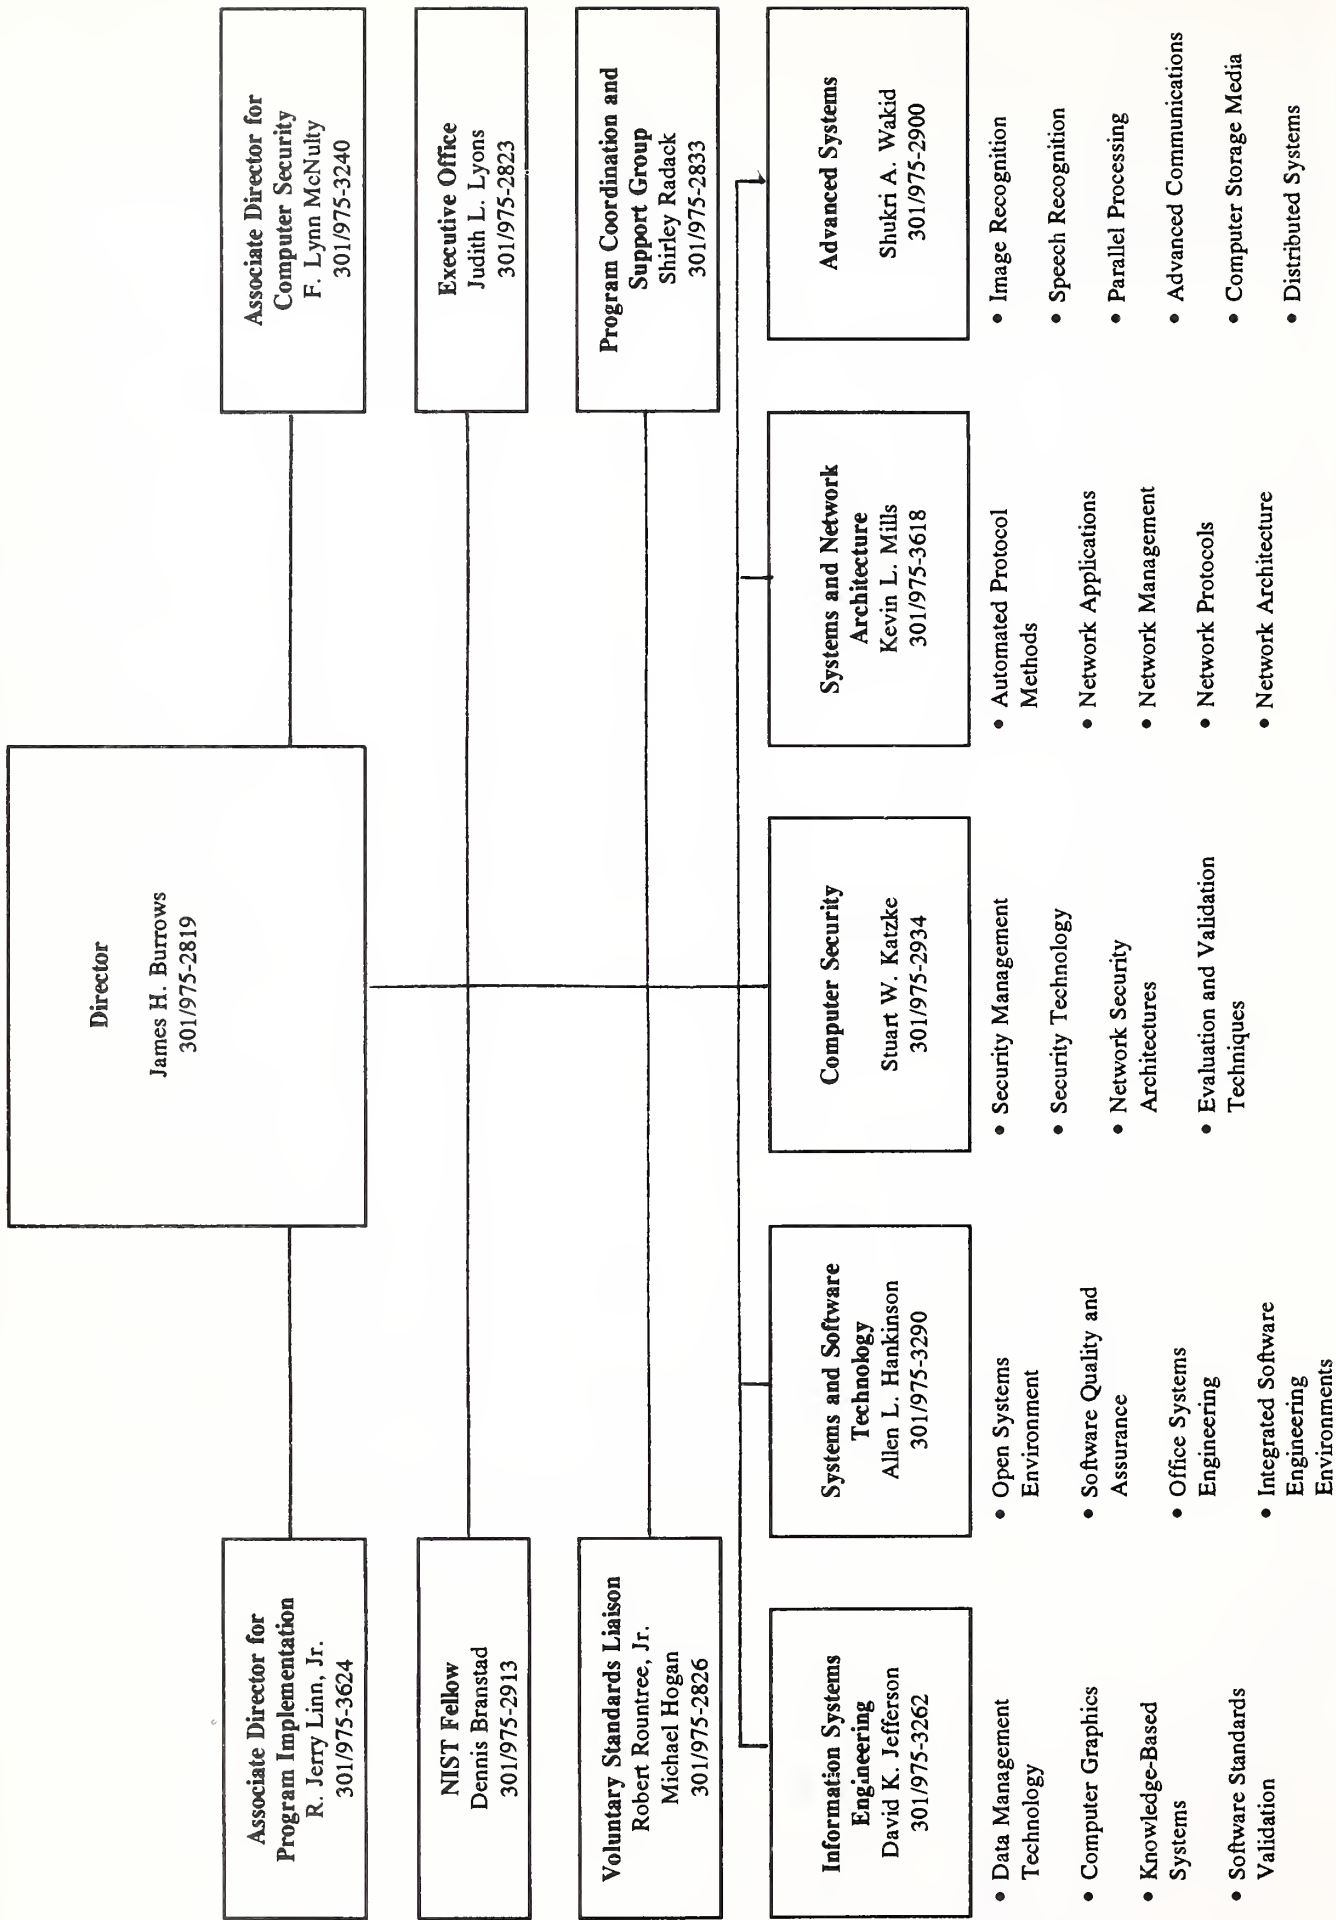 Director
James H. Burrows
301/975-2819
Associate Director for
Program Implementation
R. Jerry Linn, Jr.
301/975-3624
Associate Director for
Computer Security
F. Lynn McNulty
301/975-3240
NIST Fellow
Dennis Branstad
301/975-2913
Executive Office
Judith L. Lyons
301/975-2823
Voluntary Standards Liaison
Robert Rountree, Jr.
Michael Hogan
301/975-2826
Program Coordination and
Support Group
Shirley Radack
301/975-2833
Information Systems
Engineering
David K. Jefferson
301/975-3262
• Data Management
Technology
• Computer Graphics
• Knowledge-Based
Systems
• Software Standards
Validation
Systems and Software
Technology
Allen L. Hankinson
301/975-3290
• Open Systems
Environment
• Software Quality and
Assurance
• Office Systems
Engineering
• Integrated Software
Engineering
Environments
Computer Security
Stuart W. Katzke
301/975-2934
• Security Management
• Security Technology
• Network Security
Architectures
• Evaluation and Validation
Techniques
Systems and Network
Architecture
Kevin L. Mills
301/975-3618
• Automated Protocol
Methods
• Network Applications
• Network Management
• Network Protocols
• Network Architecture
Advanced Systems
Shukri A. Wakid
301/975-2900
• Image Recognition
• Speech Recognition
• Parallel Processing
• Advanced Communications
• Computer Storage Media
• Distributed Systems